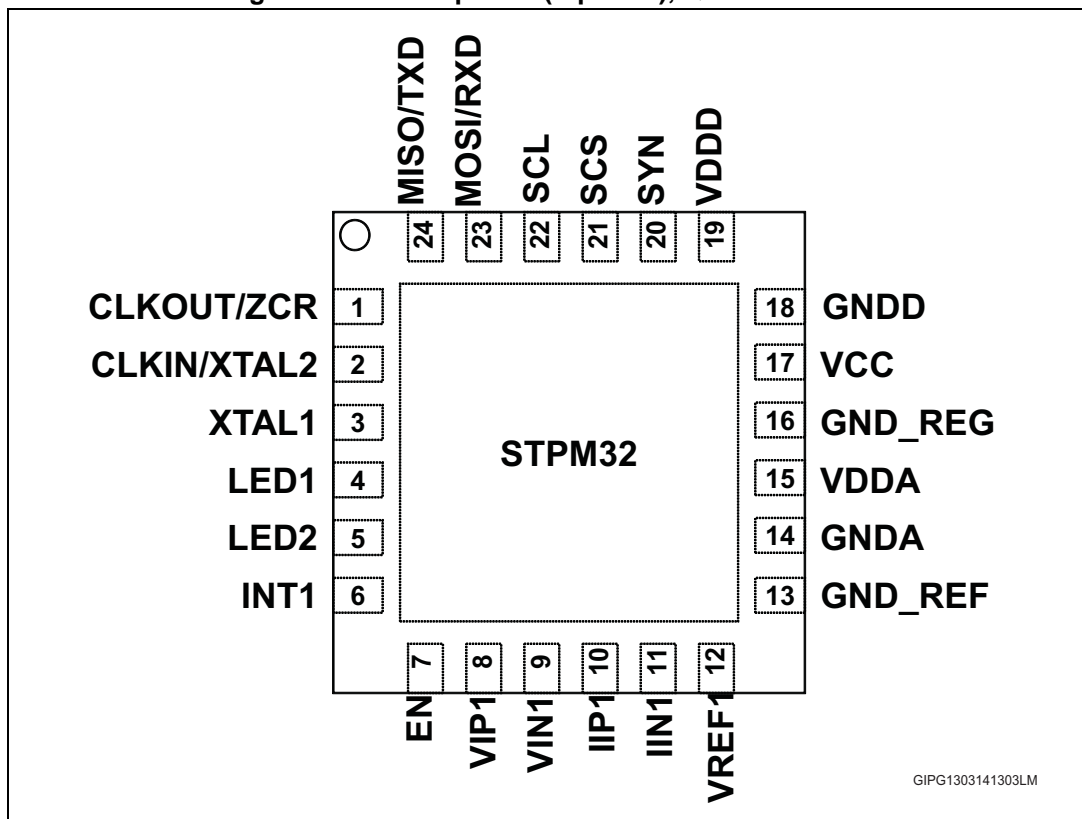 MISO/TXD
MOSI/RXD
SCL
SCS
SYN
VDDD
24
23
22
21
20
19
CLKOUT/ZCR 1
CLKIN/XTAL2 2
XTAL1 3
LED1 4
LED2 5
INT1 6
STPM32
18 GNDD
17 VCC
16 GND_REG
15 VDDA
14 GNDA
13 GND_REF
7
8
9
10
11
12
EN
VIP1
VIN1
IIP1
IIN1
VREF1
GIPG1303141303LM